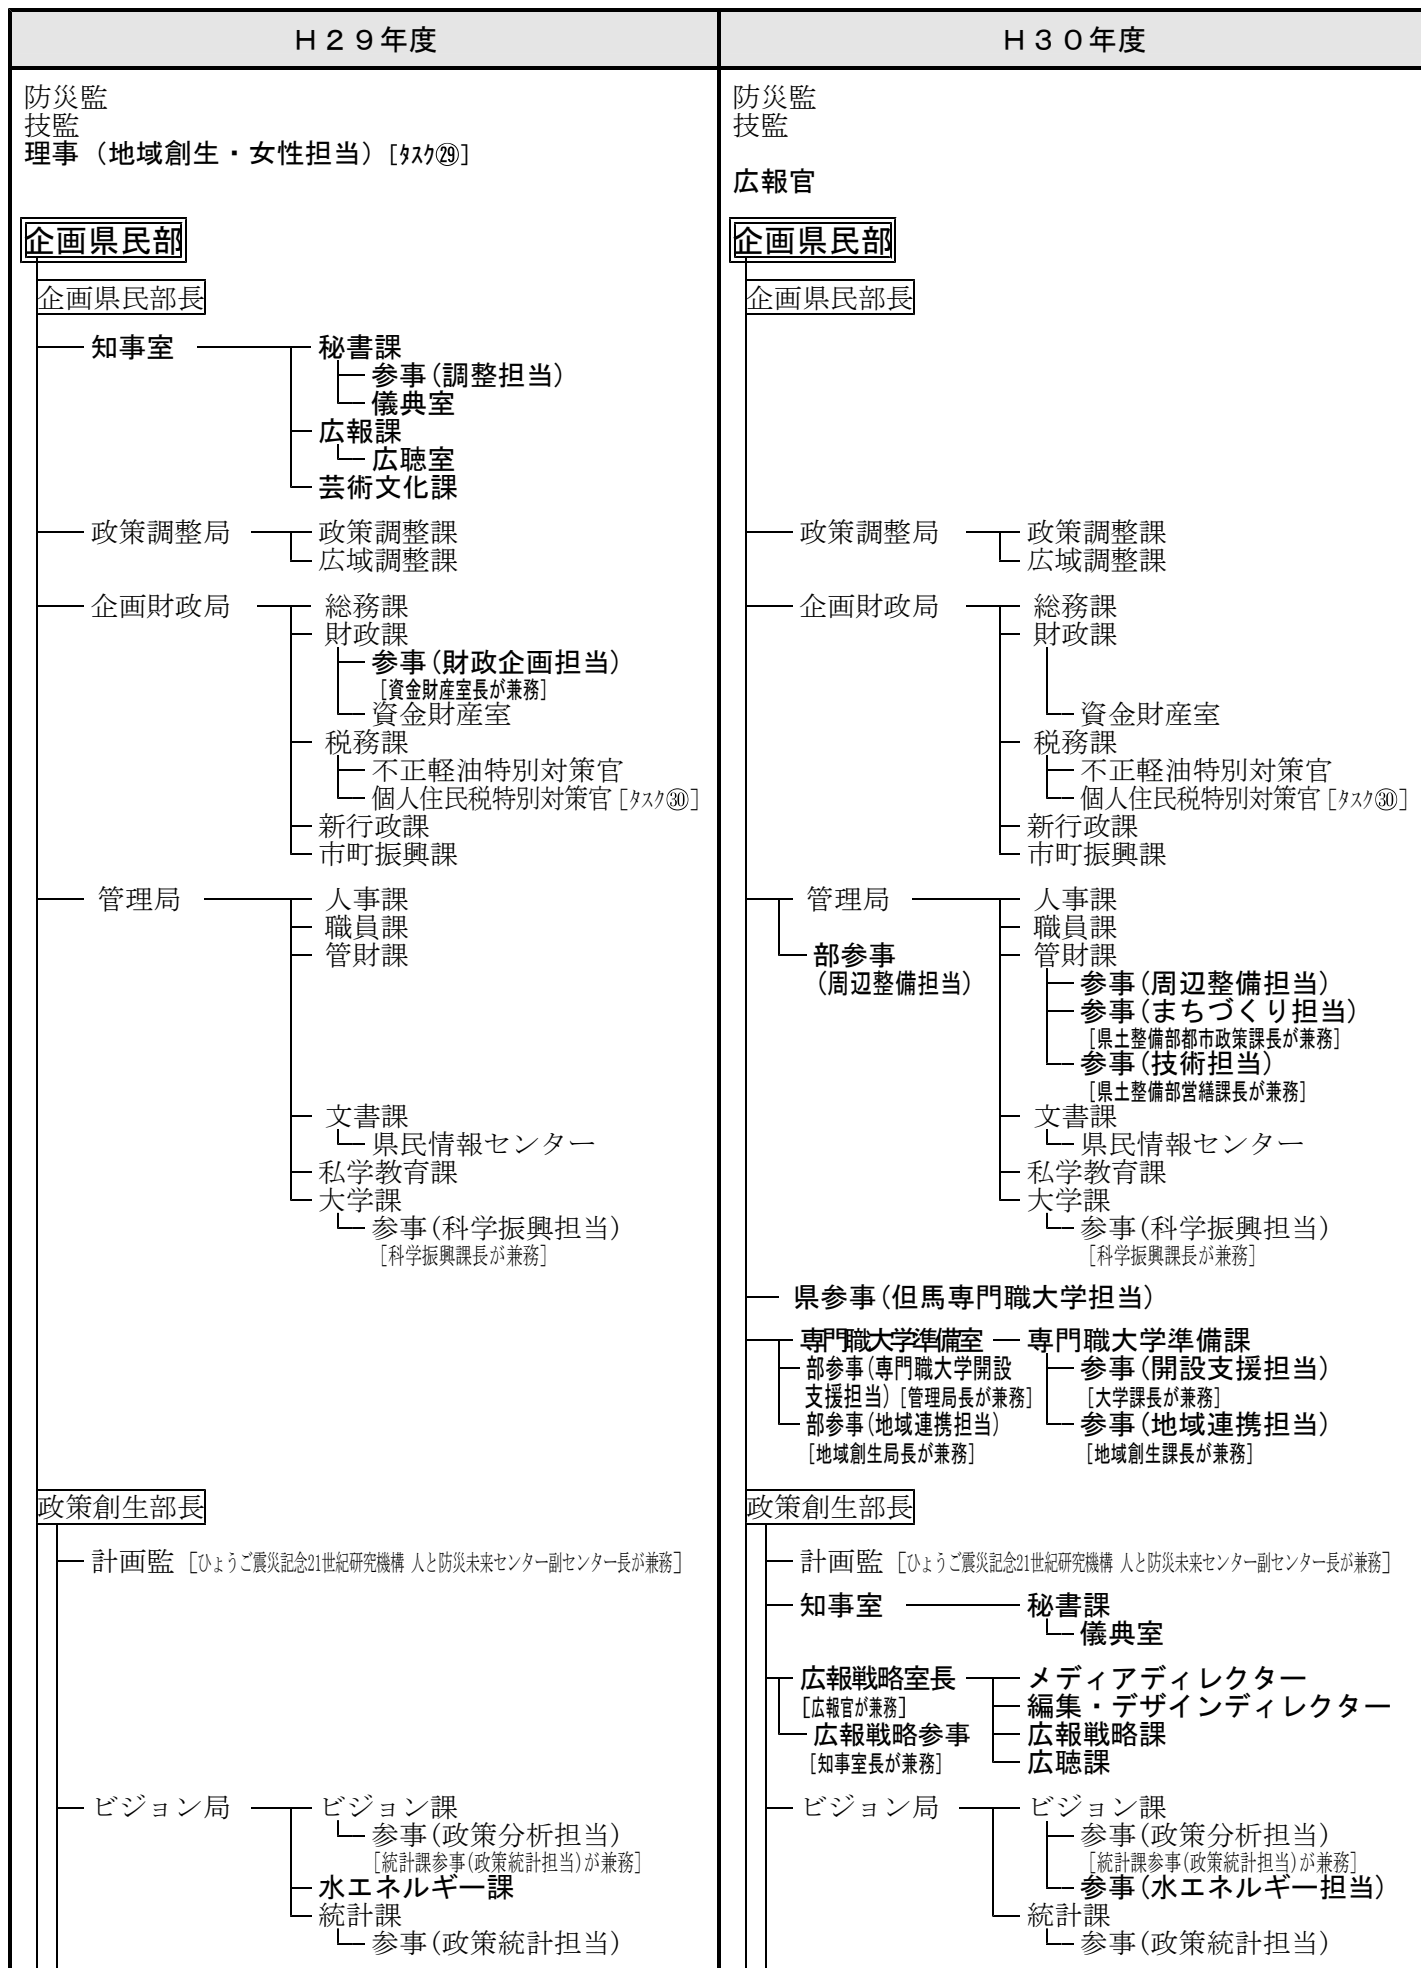 Ｈ２９年度
防災監
技監
理事（地域創生・女性担当）[ﾀｽｸ㉙]
企画県民部
企画県民部長
知事室 秘書課
参事(調整担当)
儀典室
広報課
広聴室
芸術文化課
政策調整局 政策調整課
広域調整課
企画財政局 総務課
財政課
参事(財政企画担当)
[資金財産室長が兼務]
資金財産室
税務課
不正軽油特別対策官
個人住民税特別対策官[ﾀｽｸ㉚]
新行政課
市町振興課
管理局 人事課
職員課
管財課
文書課
県民情報センター
私学教育課
大学課
参事(科学振興担当)
[科学振興課長が兼務]
政策創生部長
計画監 [ひょうご震災記念21世紀研究機構 人と防災未来センター副センター長が兼務]
ビジョン局 ビジョン課
参事(政策分析担当)
[統計課参事(政策統計担当)が兼務]
水エネルギー課
統計課
参事(政策統計担当)
Ｈ３０年度
防災監
技監
広報官
企画県民部
企画県民部長
政策調整局 政策調整課
広域調整課
企画財政局 総務課
財政課
資金財産室
税務課
不正軽油特別対策官
個人住民税特別対策官[ﾀｽｸ㉚]
新行政課
市町振興課
管理局 人事課
職員課
部参事 管財課
(周辺整備担当) 参事(周辺整備担当)
参事(まちづくり担当)
[県土整備部都市政策課長が兼務]
参事(技術担当)
[県土整備部営繕課長が兼務]
文書課
県民情報センター
私学教育課
大学課
参事(科学振興担当)
[科学振興課長が兼務]
県参事(但馬専門職大学担当)
専門職大学準備室 専門職大学準備課
部参事(専門職大学開設 参事(開設支援担当)
支援担当)[管理局長が兼務] [大学課長が兼務]
部参事(地域連携担当) 参事(地域連携担当)
[地域創生局長が兼務] [地域創生課長が兼務]
政策創生部長
計画監 [ひょうご震災記念21世紀研究機構 人と防災未来センター副センター長が兼務]
知事室 秘書課
儀典室
広報戦略室長 メディアディレクター
[広報官が兼務] 編集・デザインディレクター
広報戦略参事 広報戦略課
[知事室長が兼務] 広聴課
ビジョン局 ビジョン課
参事(政策分析担当)
[統計課参事(政策統計担当)が兼務]
参事(水エネルギー担当)
統計課
参事(政策統計担当)